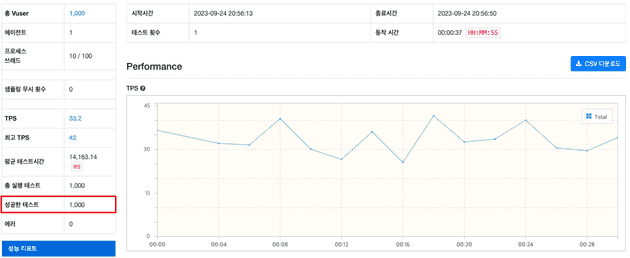 총 Vuser 1,000
에이전트 1
프로세스
쓰레드 10 / 100
샘플링 무시 횟수 0
TPS 33.2
최고 TPS 42
평균 테스트시간 14,163.14
ms
총 실행 테스트 1,000
성공한 테스트 1,000
에러 0
성능 리포트
시작시간 2023-09-24 20:56:13 종료시간 2023-09-24 20:56:50
테스트 횟수 1 동작 시간 00:00:37 HH:MM:SS
Performance
CSV 다운로드
TPS ?
Total
45
30
15
0
00:00 00:04 00:08 00:12 00:16 00:20 00:24 00:28